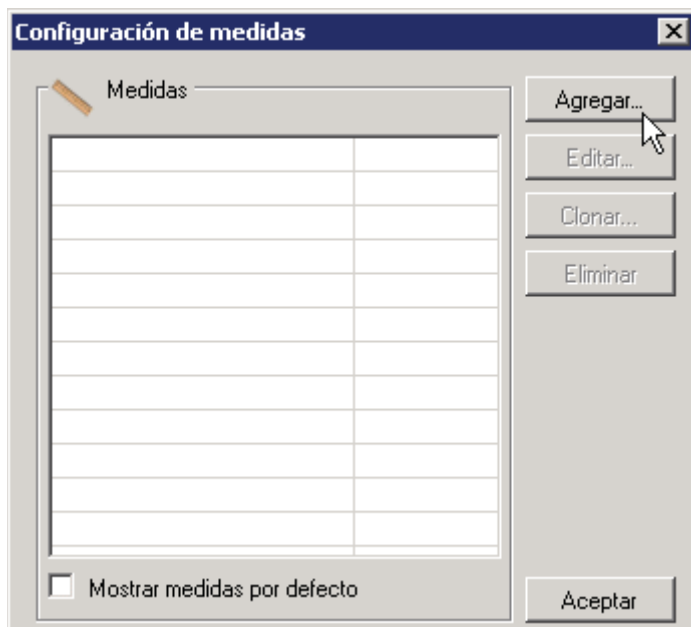 Configuración de medidas
Medidas
Agregar...
Editar...
Clonar...
Eliminar
Mostrar medidas por defecto
Aceptar